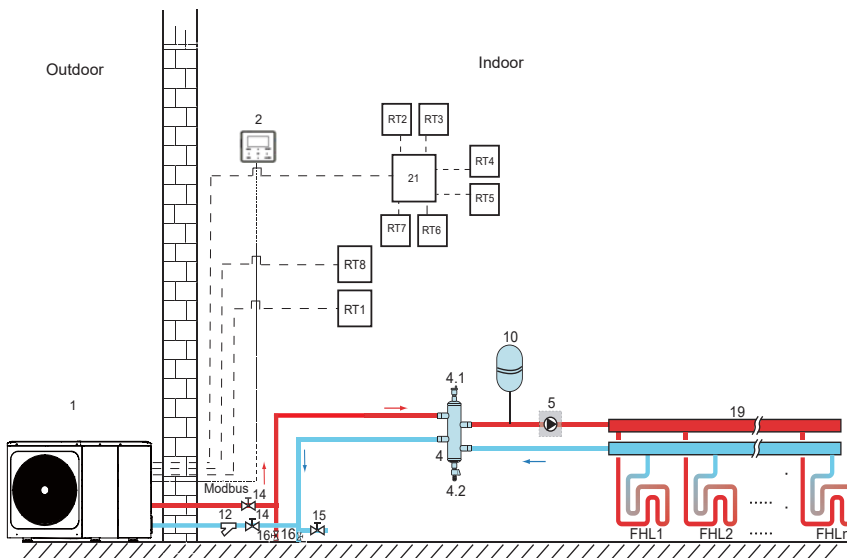 Outdoor
Indoor
2
RT2
RT3
21
RT4
RT5
RT7
RT6
RT8
RT1
10
4.1
5
19
1
4
4.2
Modbus
14
12
14
15
16
16
FHL1
FHL2
.....
.....
FHLn